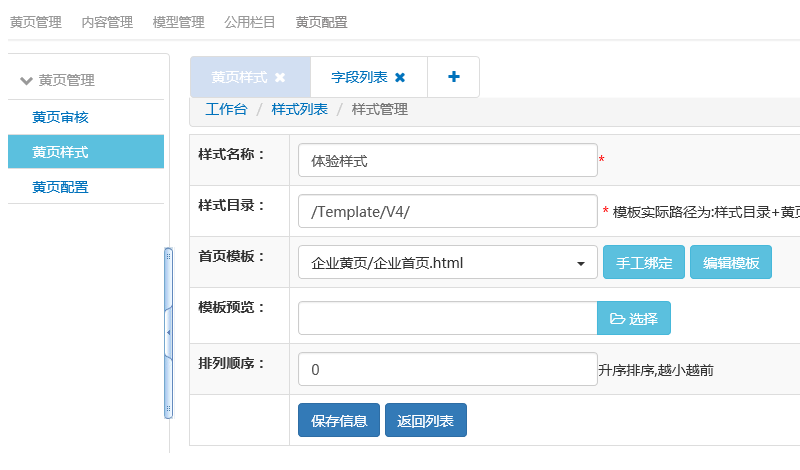 黄页管理 内容管理 模型管理 公用栏目 黄页配置
黄页管理
黄页审核
黄页样式
黄页配置
黄页样式 字段列表
工作台 / 样式列表 / 样式管理
样式名称： 体验样式 *
样式目录： /Template/V4/ * 模板实际路径为:样式目录+黄页
首页模板： 企业黄页/企业首页.html 手工绑定 编辑模板
模板预览： 选择
排列顺序： 0 升序排序,越小越前
保存信息 返回列表